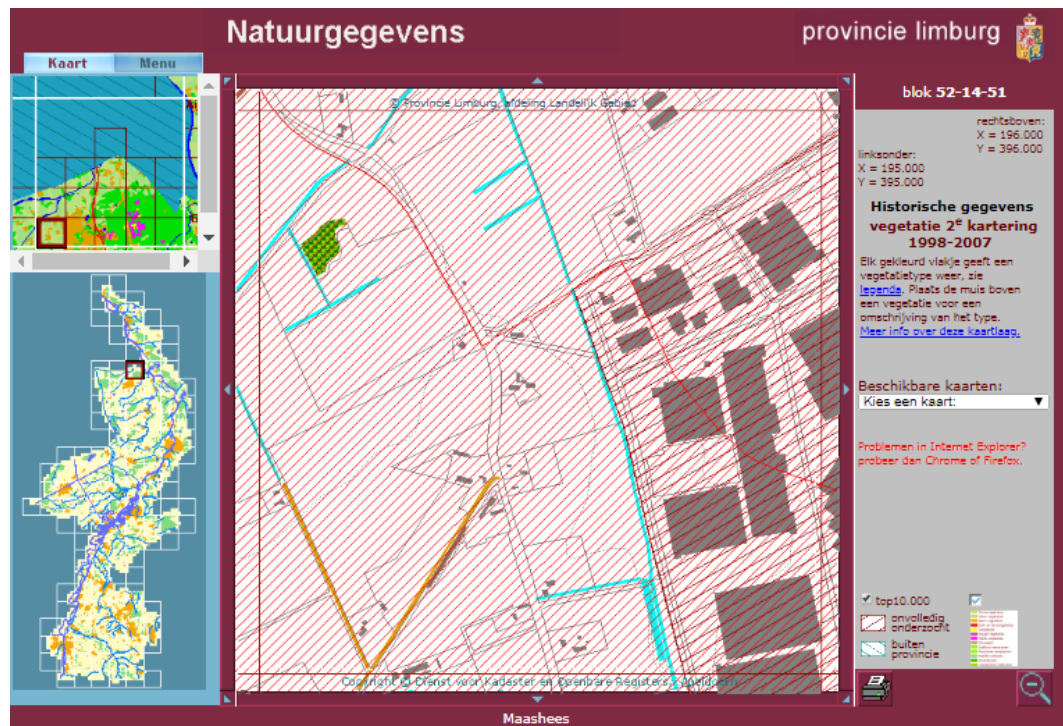 Natuurgegevens
provincie limburg
Kaart
Menu
© Provincie Limburg, afdeling Landelijk Gebied
blok 52-14-51
rechtsboven:
X = 196.000
Y = 396.000
linksonder:
X = 195.000
Y = 395.000
Historische gegevens
vegetatie 2e kartering
1998-2007
Elk gekleurd vlakje geeft een
vegetatietype weer, zie
legenda. Plaats de muis boven
een vegetatie voor een
omschrijving van het type.
Meer info over deze kaartlaag.
Beschikbare kaarten:
Kies een kaart:
Problemen in Internet Explorer?
probeer dan Chrome of Firefox.
top10.000
onvolledig
onderzocht
buiten
provincie
Copyright © Dienst voor Kadaster en Openbare Registers, Apeldoorn
Maashees